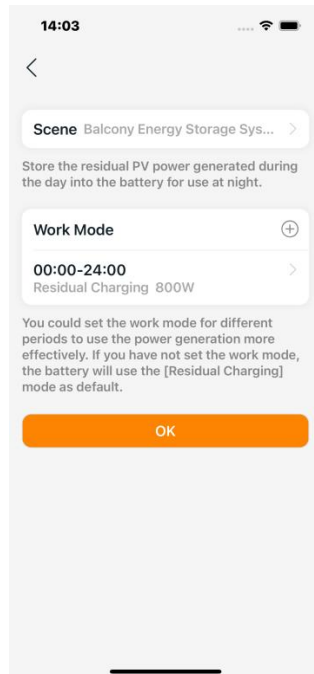 14:03
Scene Balcony Energy Storage Sys...
Store the residual PV power generated during
the day into the battery for use at night.
Work Mode
00:00-24:00
Residual Charging 800W
You could set the work mode for different
periods to use the power generation more
effectively. If you have not set the work mode,
the battery will use the [Residual Charging]
mode as default.
OK